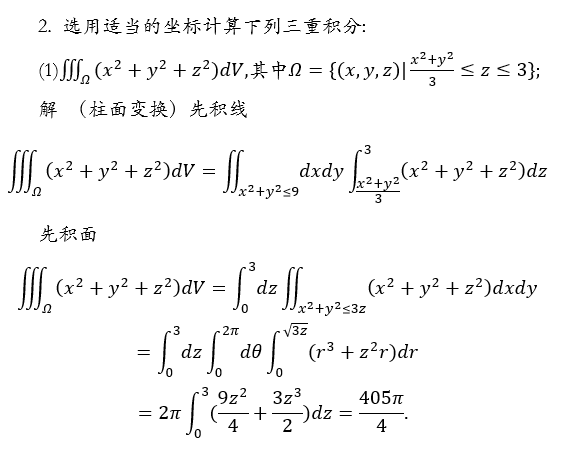 2. 选用适当的坐标计算下列三重积分:
(1)∭_Ω (x² + y² + z²)dV,其中Ω = {(x, y, z)|(x²+y²)/3 ≤ z ≤ 3};
解 （柱面变换）先积线
∭_Ω (x² + y² + z²)dV = ∬_{x²+y²≤9} dxdy ∫_{(x²+y²)/3}^{3} (x² + y² + z²)dz
先积面
∭_Ω (x² + y² + z²)dV = ∫_0^3 dz ∬_{x²+y²≤3z} (x² + y² + z²)dxdy
= ∫_0^3 dz ∫_0^{2π} dθ ∫_0^{√(3z)} (r³ + z²r)dr
= 2π ∫_0^3 (9z²/4 + 3z³/2)dz = 405π/4.